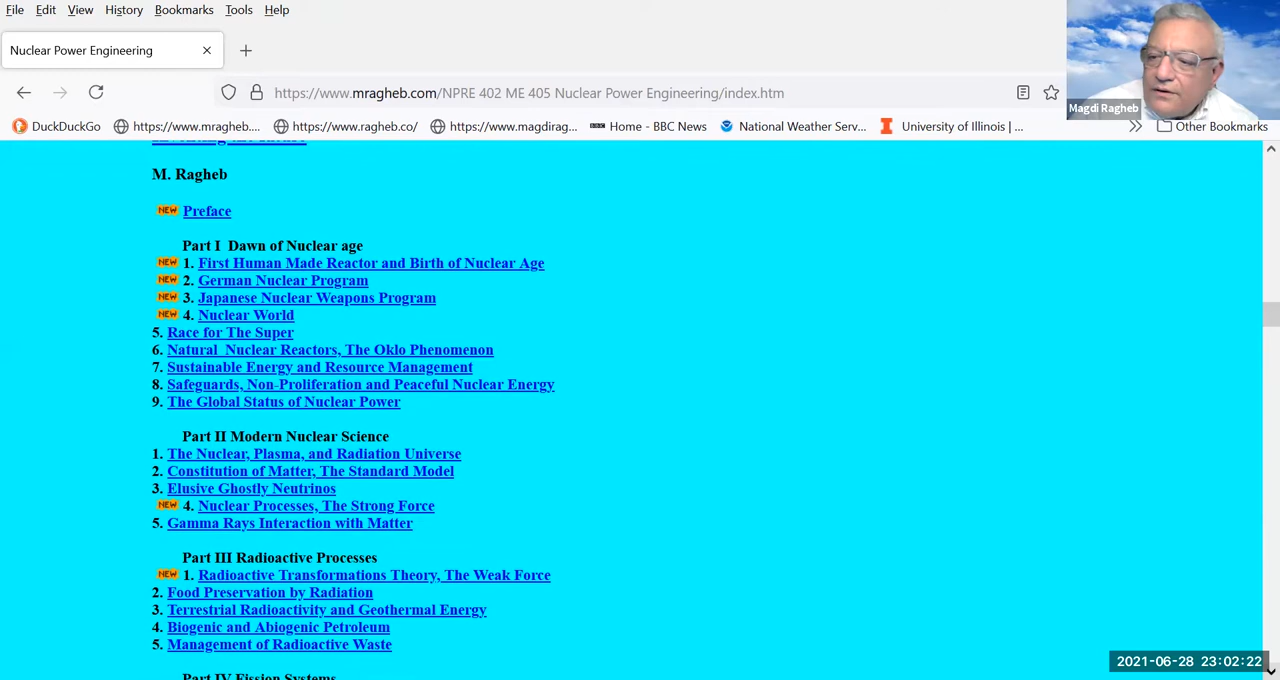 File Edit View History Bookmarks Tools Help
Nuclear Power Engineering
https://www.mragheb.com/NPRE 402 ME 405 Nuclear Power Engineering/index.htm
Magdi Ragheb
DuckDuckGo https://www.mragheb.... https://www.ragheb.co/ https://www.magdirag... BBC Home - BBC News National Weather Serv... University of Illinois |... Other Bookmarks
M. Ragheb
NEW Preface
Part I Dawn of Nuclear age
NEW 1. First Human Made Reactor and Birth of Nuclear Age
NEW 2. German Nuclear Program
NEW 3. Japanese Nuclear Weapons Program
NEW 4. Nuclear World
5. Race for The Super
6. Natural Nuclear Reactors, The Oklo Phenomenon
7. Sustainable Energy and Resource Management
8. Safeguards, Non-Proliferation and Peaceful Nuclear Energy
9. The Global Status of Nuclear Power
Part II Modern Nuclear Science
1. The Nuclear, Plasma, and Radiation Universe
2. Constitution of Matter, The Standard Model
3. Elusive Ghostly Neutrinos
NEW 4. Nuclear Processes, The Strong Force
5. Gamma Rays Interaction with Matter
Part III Radioactive Processes
NEW 1. Radioactive Transformations Theory, The Weak Force
2. Food Preservation by Radiation
3. Terrestrial Radioactivity and Geothermal Energy
4. Biogenic and Abiogenic Petroleum
5. Management of Radioactive Waste
Part IV Fission Systems
2021-06-28 23:02:22